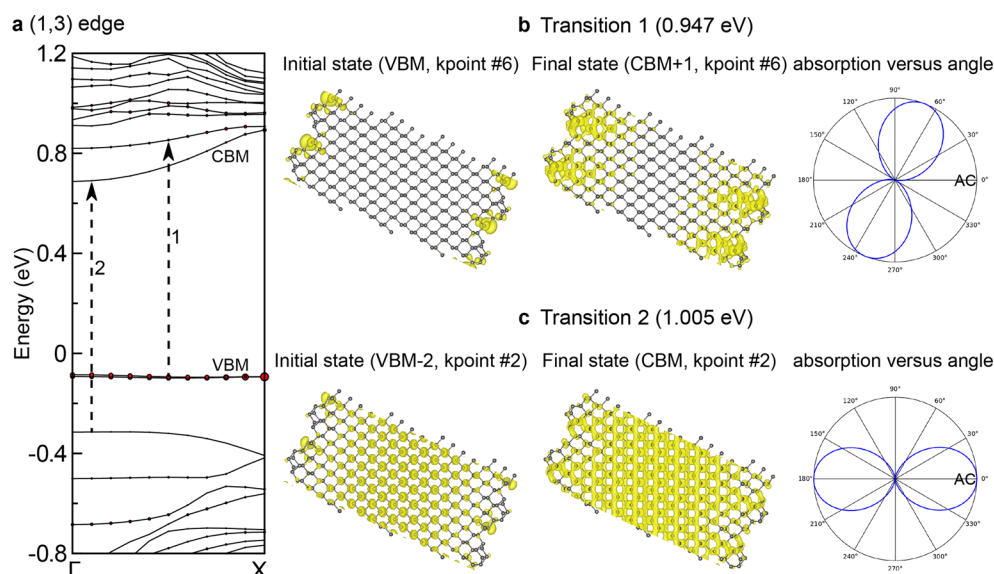 a (1,3) edge
1.2
0.8
0.4
0
-0.4
-0.8
Energy (eV)
Γ
X
CBM
VBM
1
2
b Transition 1 (0.947 eV)
Initial state (VBM, kpoint #6)
Final state (CBM+1, kpoint #6)
absorption versus angle
90°
60°
30°
AC 0°
330°
300°
270°
240°
210°
180°
150°
120°
c Transition 2 (1.005 eV)
Initial state (VBM-2, kpoint #2)
Final state (CBM, kpoint #2)
absorption versus angle
90°
60°
30°
AC 0°
330°
300°
270°
240°
210°
180°
150°
120°